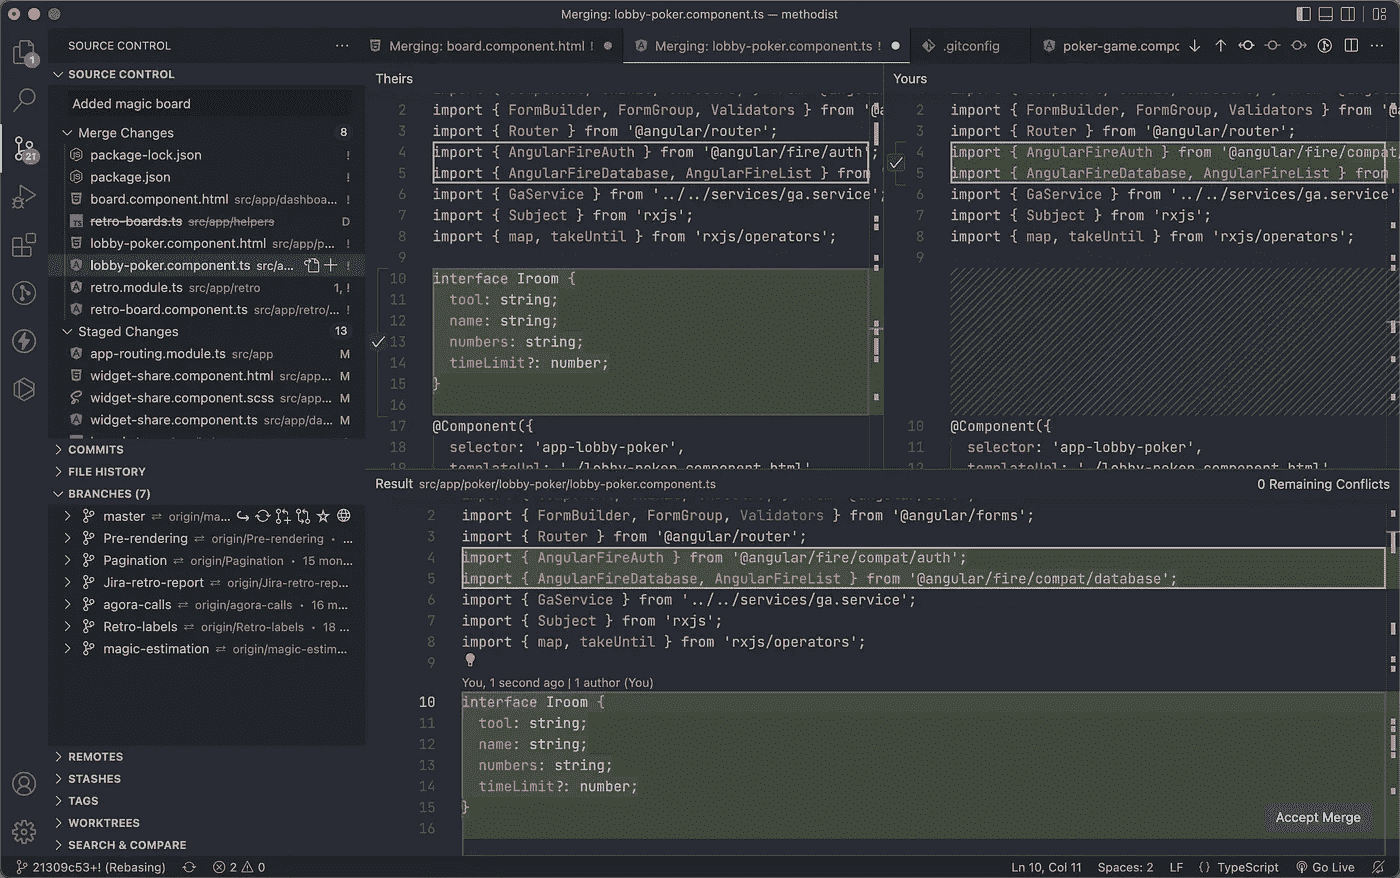 Merging: lobby-poker.component.ts — methodist
SOURCE CONTROL ···
Merging: board.component.html ! ●
Merging: lobby-poker.component.ts ! ●
.gitconfig
poker-game.compc
1
21
SOURCE CONTROL
Added magic board
Merge Changes 8
package-lock.json !
package.json !
board.component.html src/app/dashboa... !
retro-boards.ts src/app/helpers D
lobby-poker.component.html src/app/p... !
lobby-poker.component.ts src/a... !
retro.module.ts src/app/retro 1, !
retro-board.component.ts src/app/retro/... !
Staged Changes 13
app-routing.module.ts src/app M
widget-share.component.html src/app... M
widget-share.component.scss src/app... M
widget-share.component.ts src/app/da... M
COMMITS
FILE HISTORY
BRANCHES (7)
master ⇄ origin/ma...
Pre-rendering ⇄ origin/Pre-rendering • ...
Pagination ⇄ origin/Pagination • 15 mon...
Jira-retro-report ⇄ origin/Jira-retro-rep...
agora-calls ⇄ origin/agora-calls • 16 m...
Retro-labels ⇄ origin/Retro-labels • 18 ...
magic-estimation ⇄ origin/magic-estim...
REMOTES
STASHES
TAGS
WORKTREES
SEARCH & COMPARE
Theirs
2 import { FormBuilder, FormGroup, Validators } from '@a
3 import { Router } from '@angular/router';
4 import { AngularFireAuth } from '@angular/fire/auth';
5 import { AngularFireDatabase, AngularFireList } from
6 import { GaService } from '../../services/ga.service';
7 import { Subject } from 'rxjs';
8 import { map, takeUntil } from 'rxjs/operators';
9
10 interface Iroom {
11 tool: string;
12 name: string;
13 numbers: string;
14 timeLimit?: number;
15 }
16
17 @Component({
18 selector: 'app-lobby-poker',
19 templateUrl: './lobby-poker.component.html',
Yours
2 import { FormBuilder, FormGroup, Validators } from '@a
3 import { Router } from '@angular/router';
4 import { AngularFireAuth } from '@angular/fire/compat
5 import { AngularFireDatabase, AngularFireList } from
6 import { GaService } from '../../services/ga.service
7 import { Subject } from 'rxjs';
8 import { map, takeUntil } from 'rxjs/operators';
9
10 @Component({
11 selector: 'app-lobby-poker',
12 templateUrl: './lobby-poker.component.html'
Result src/app/poker/lobby-poker/lobby-poker.component.ts 0 Remaining Conflicts
2 import { FormBuilder, FormGroup, Validators } from '@angular/forms';
3 import { Router } from '@angular/router';
4 import { AngularFireAuth } from '@angular/fire/compat/auth';
5 import { AngularFireDatabase, AngularFireList } from '@angular/fire/compat/database';
6 import { GaService } from '../../services/ga.service';
7 import { Subject } from 'rxjs';
8 import { map, takeUntil } from 'rxjs/operators';
9
You, 1 second ago | 1 author (You)
10 interface Iroom {
11 tool: string;
12 name: string;
13 numbers: string;
14 timeLimit?: number;
15 }
16
Accept Merge
21309c53+! (Rebasing) 2 0
Ln 10, Col 11 Spaces: 2 LF {} TypeScript Go Live